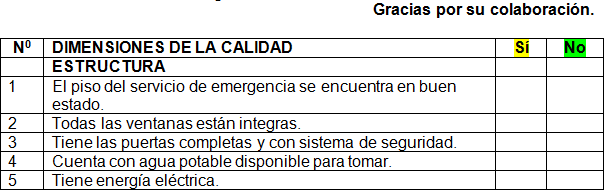 Gracias por su colaboración.
N⁰ DIMENSIONES DE LA CALIDAD Sí No
ESTRUCTURA
1 El piso del servicio de emergencia se encuentra en buen
estado.
2 Todas las ventanas están integras.
3 Tiene las puertas completas y con sistema de seguridad.
4 Cuenta con agua potable disponible para tomar.
5 Tiene energía eléctrica.